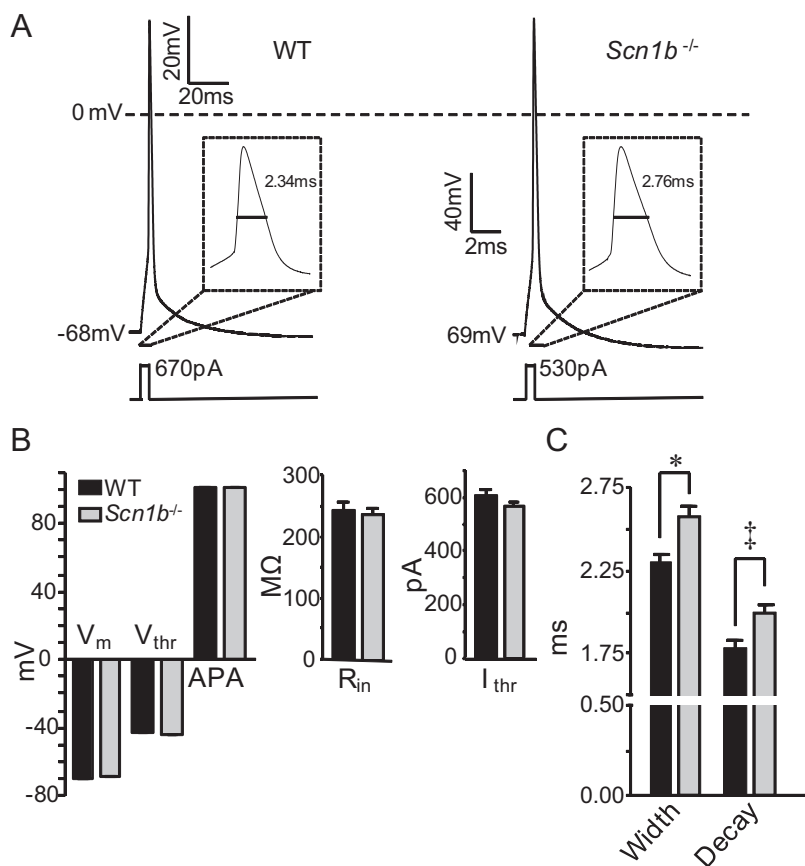 A
20mV
20ms
WT
Scn1b -/-
0 mV
2.34ms
40mV
2ms
2.76ms
-68mV
69mV
670pA
530pA
B
WT
Scn1b-/-
mV
80
40
0
-40
-80
Vm
Vthr
APA
MΩ
300
200
100
0
Rin
pA
600
400
200
0
I thr
C
ms
2.75
2.25
1.75
0.50
0.00
*
‡
Width
Decay